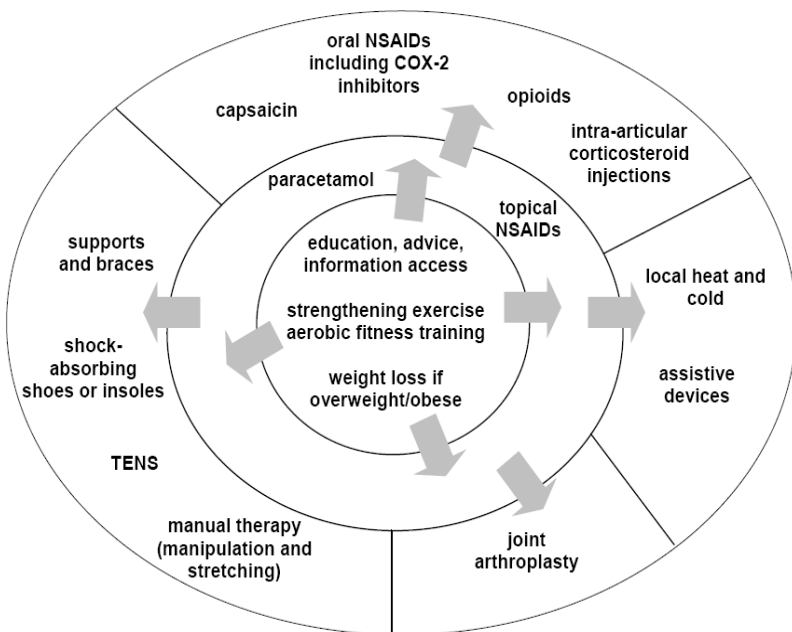 oral NSAIDs
including COX-2
inhibitors
capsaicin
opioids
intra-articular
corticosteroid
injections
paracetamol
topical
NSAIDs
education, advice,
information access
strengthening exercise
aerobic fitness training
weight loss if
overweight/obese
supports
and braces
shock-
absorbing
shoes or insoles
TENS
manual therapy
(manipulation and
stretching)
local heat and
cold
assistive
devices
joint
arthroplasty